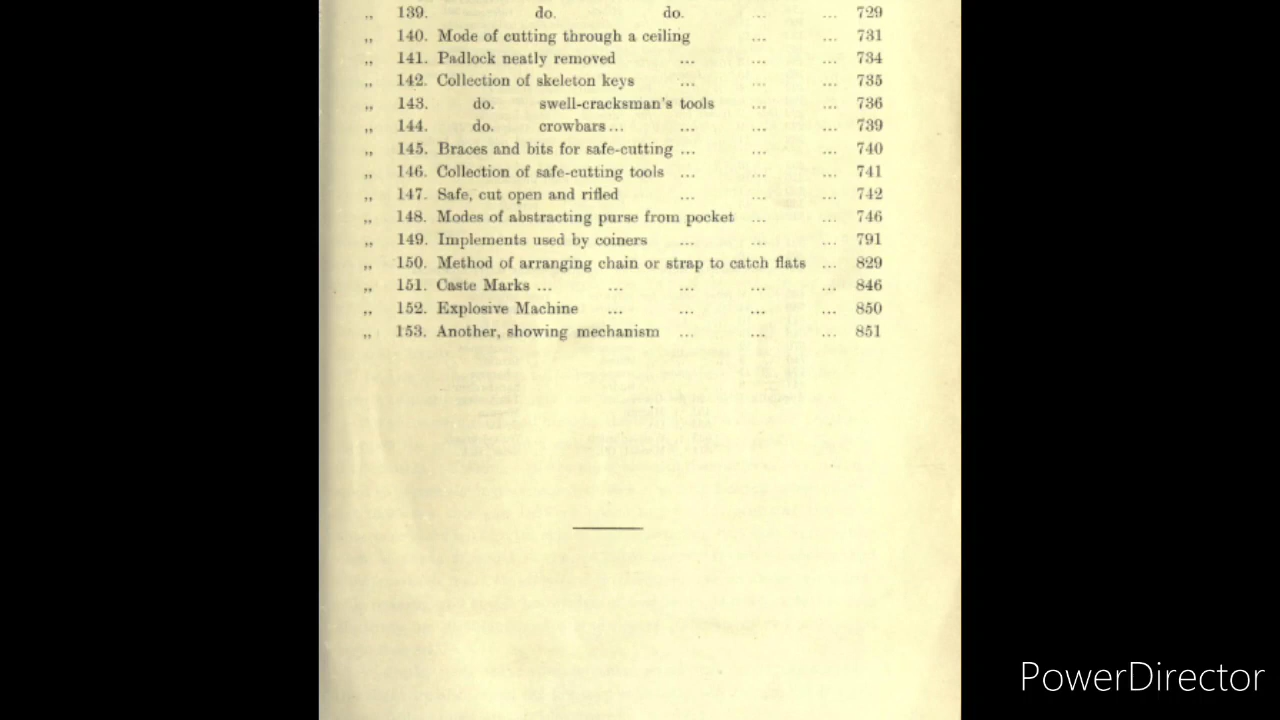 „ 139. do. do. ... ... 729
„ 140. Mode of cutting through a ceiling ... ... 731
„ 141. Padlock neatly removed ... ... ... 734
„ 142. Collection of skeleton keys ... ... ... 735
„ 143. do. swell-cracksman's tools ... ... 736
„ 144. do. crowbars ... ... ... ... 739
„ 145. Braces and bits for safe-cutting ... ... ... 740
„ 146. Collection of safe-cutting tools ... ... ... 741
„ 147. Safe, cut open and rifled ... ... ... 742
„ 148. Modes of abstracting purse from pocket ... ... 746
„ 149. Implements used by coiners ... ... ... 791
„ 150. Method of arranging chain or strap to catch flats ... 829
„ 151. Caste Marks ... ... ... ... ... 846
„ 152. Explosive Machine ... ... ... ... 850
„ 153. Another, showing mechanism ... ... ... 851
PowerDirector